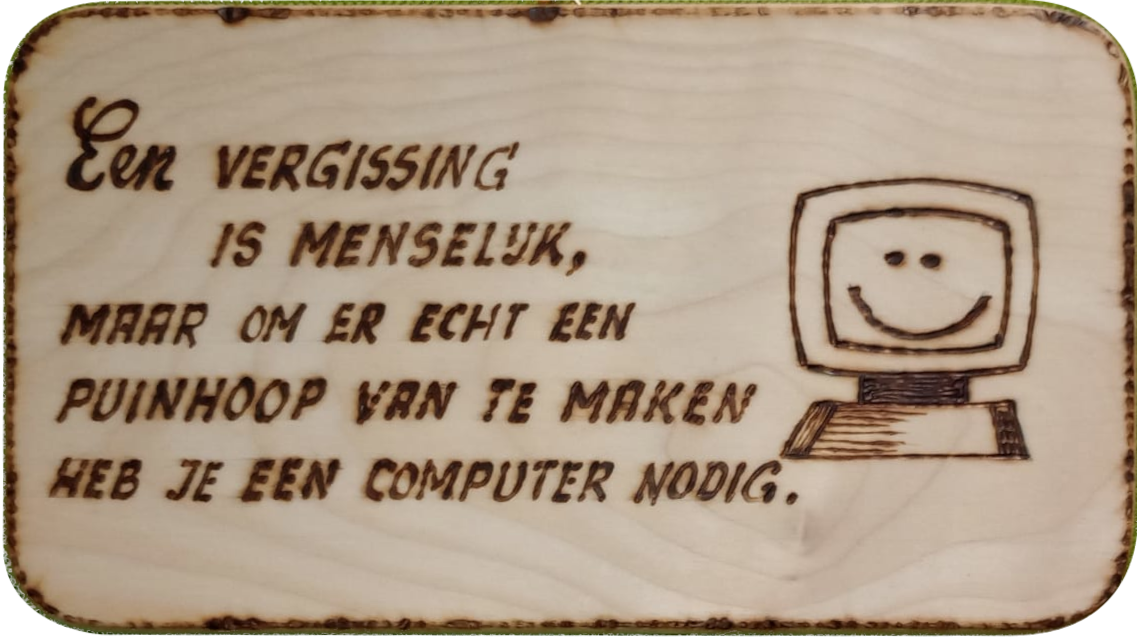 Een VERGISSING
IS MENSELIJK,
MAAR OM ER ECHT EEN
PUINHOOP VAN TE MAKEN
HEB JE EEN COMPUTER NODIG.